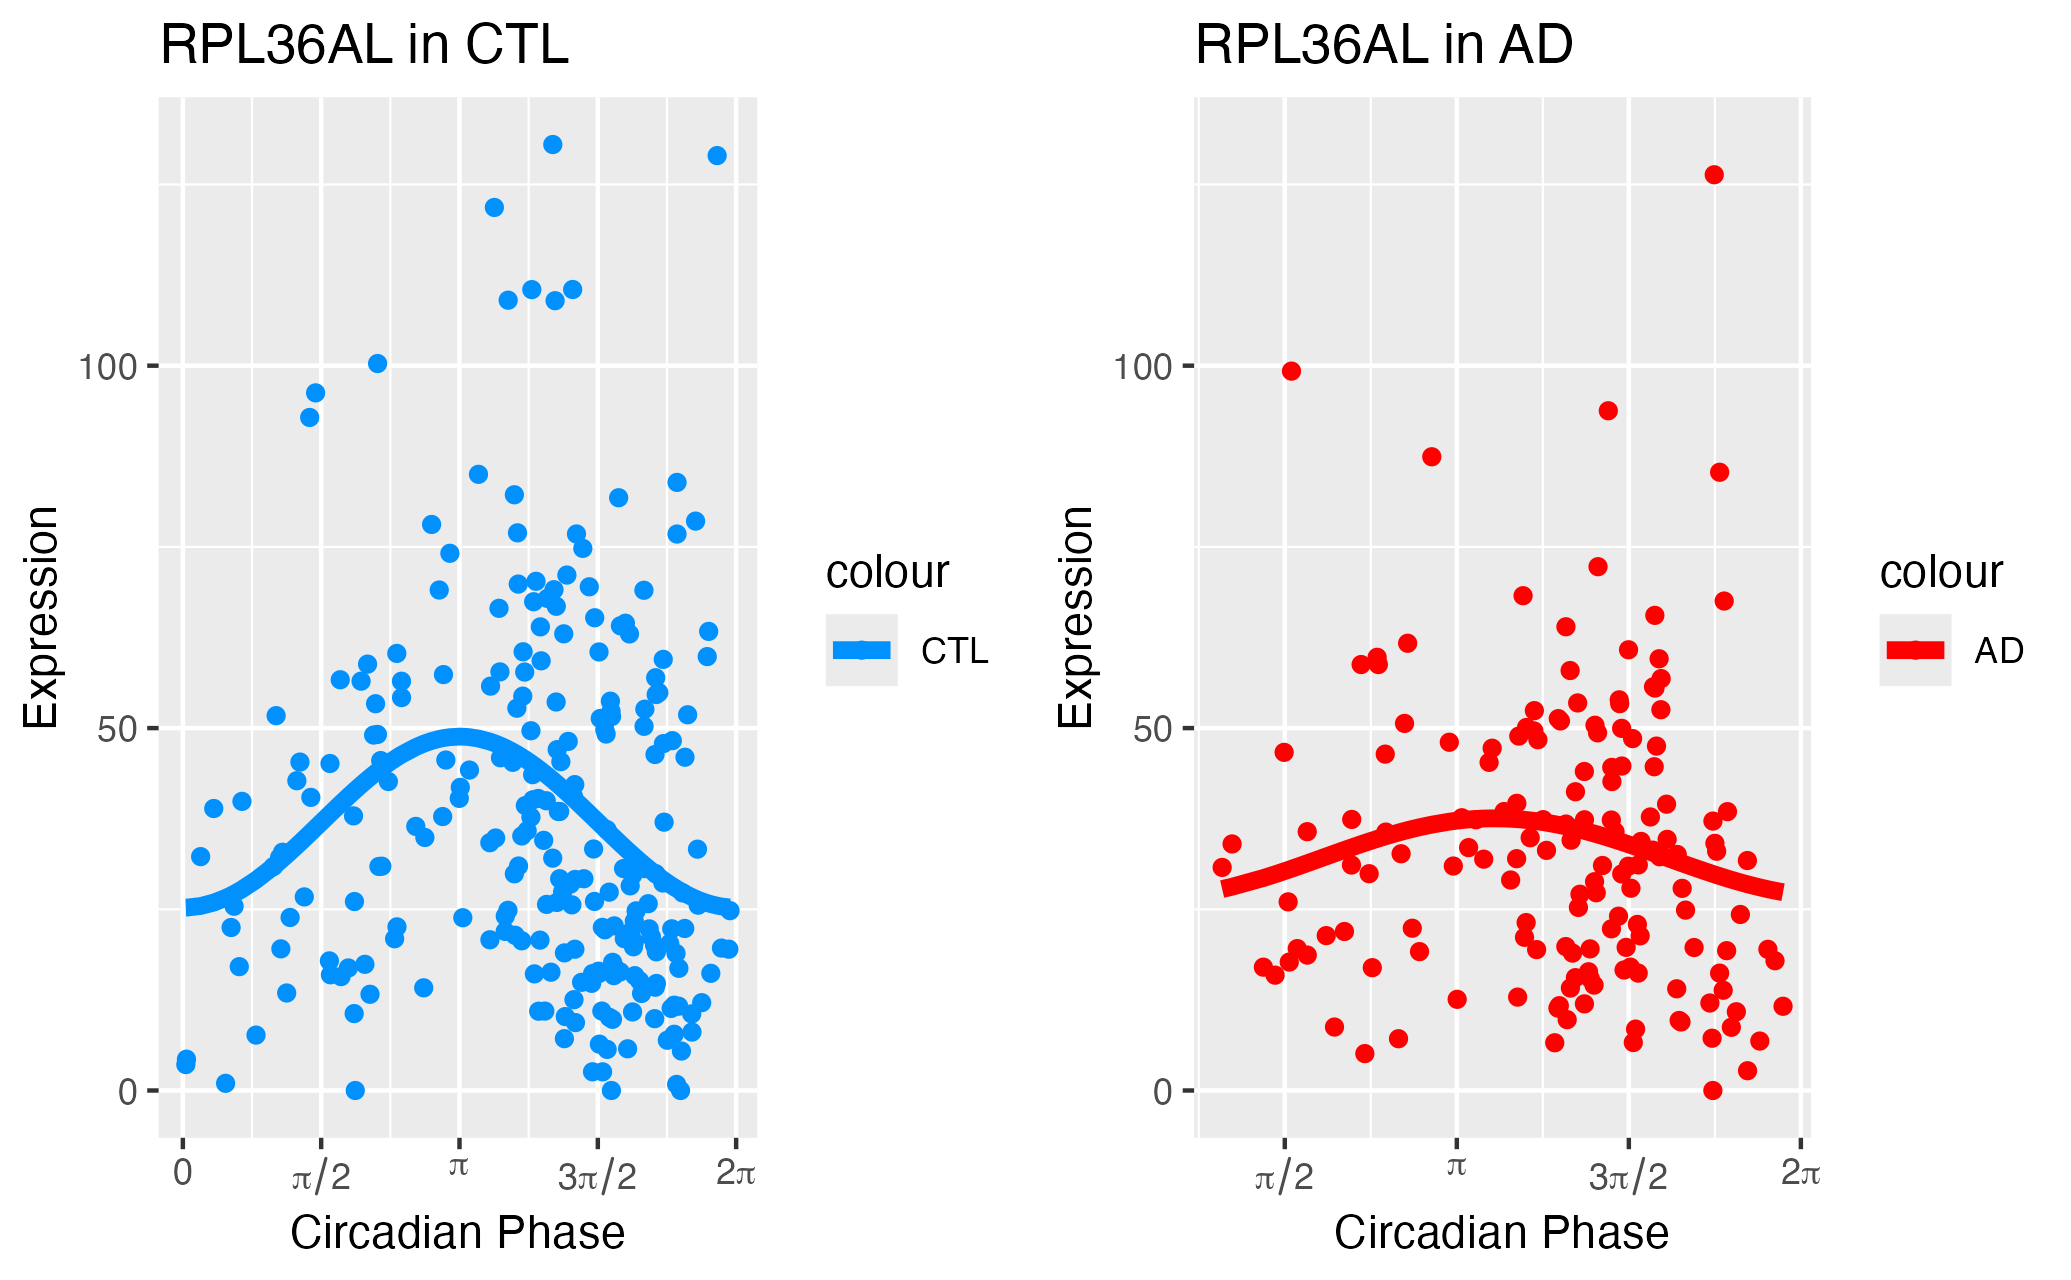 RPL36AL in CTL
Expression
100
50
0
0 π/2 π 3π/2 2π
Circadian Phase
colour
CTL
RPL36AL in AD
Expression
100
50
0
π/2 π 3π/2 2π
Circadian Phase
colour
AD